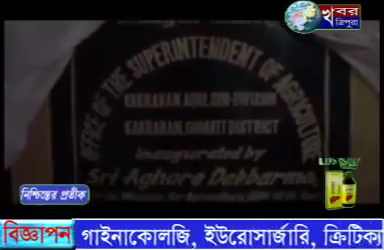 খবর
ত্রিপুরা
OFFICE OF THE SUPERINTENDENT OF AGRICULTURE
KAKRABAN AGRI. SUB-DIVISION
KAKRABAN, GOMATI DISTRICT
Inaugurated by
Sri Aghore Debbarma,
নিশ্চিন্তের প্রতীক
বিজ্ঞাপন গাইনাকোলজি, ইউরোসার্জারি, ক্রিটিকা